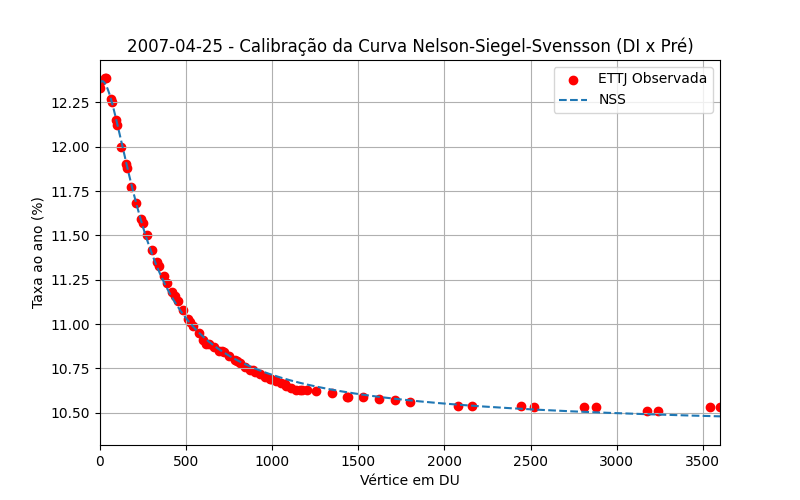 2007-04-25 - Calibração da Curva Nelson-Siegel-Svensson (DI x Pré)
ETTJ Observada
NSS
Taxa ao ano (%)
12.25
12.00
11.75
11.50
11.25
11.00
10.75
10.50
0 500 1000 1500 2000 2500 3000 3500
Vértice em DU